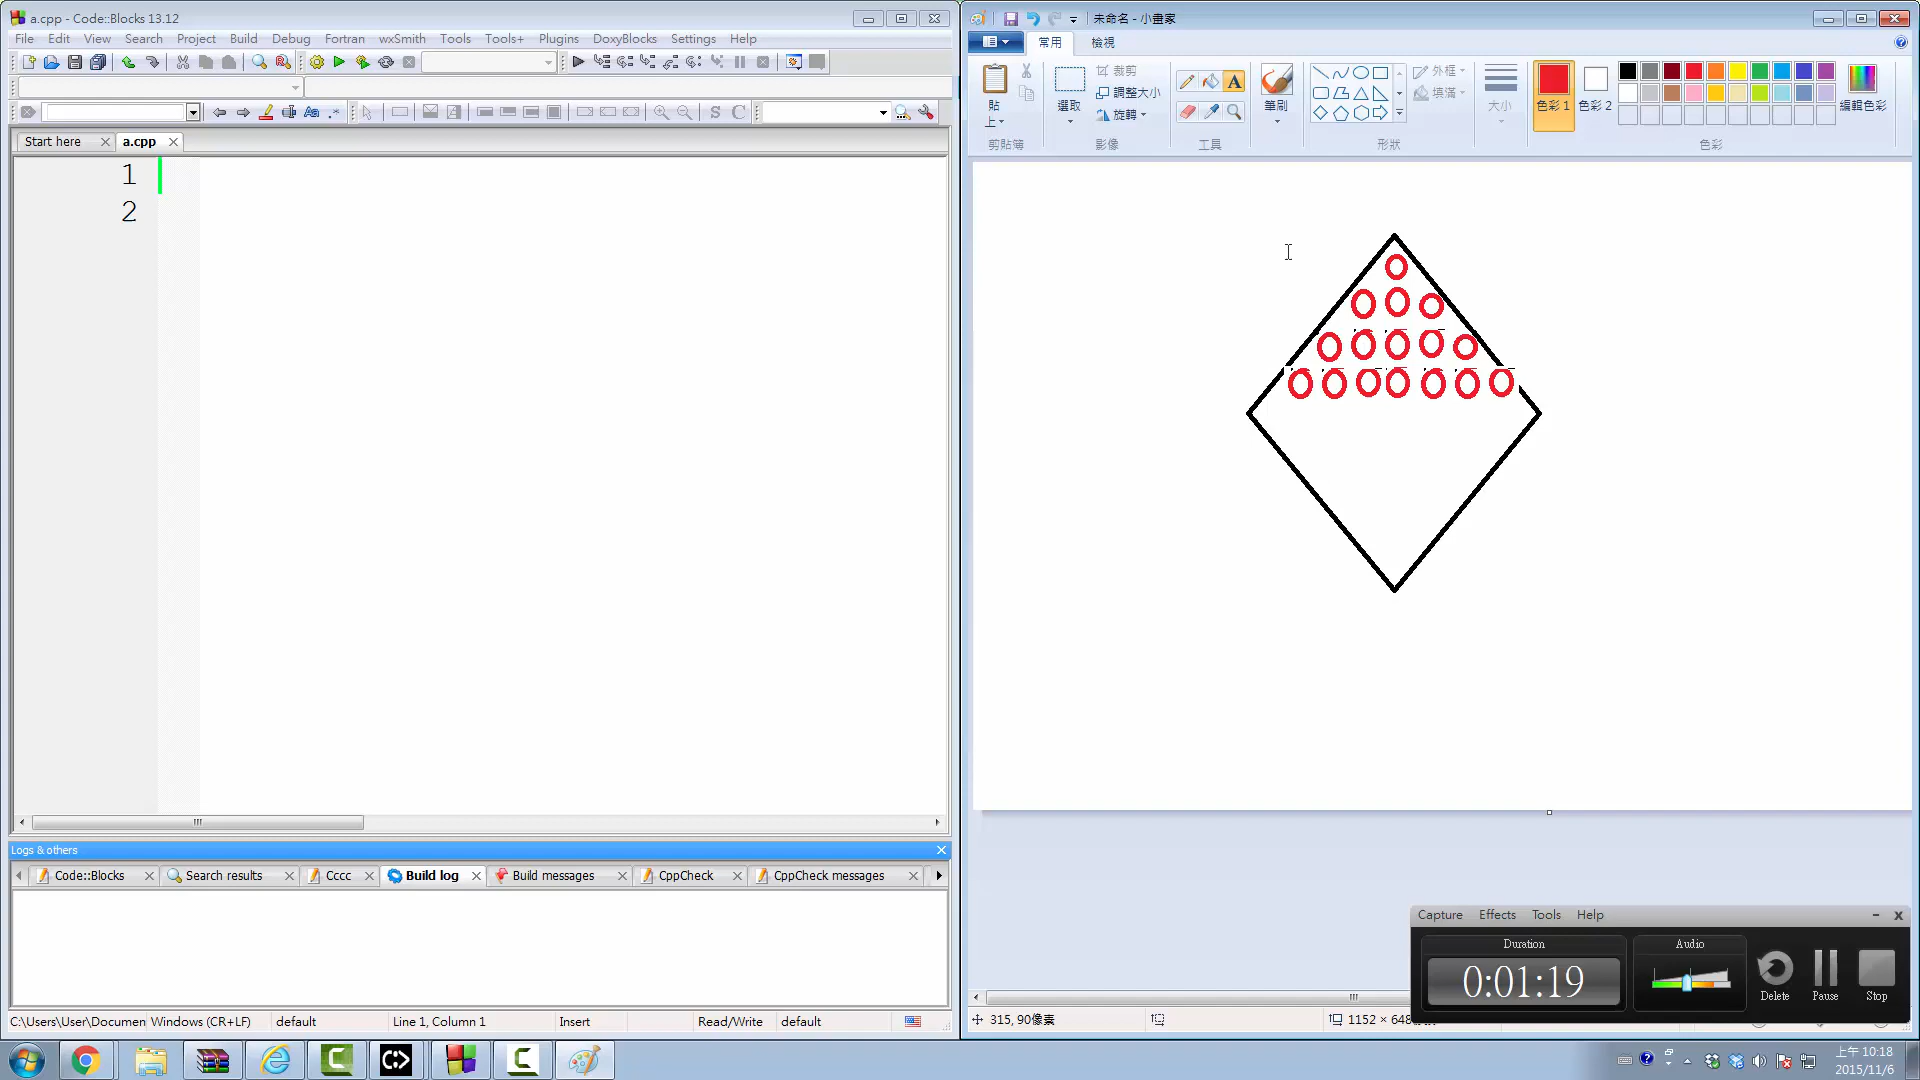 a.cpp - Code::Blocks 13.12
File Edit View Search Project Build Debug Fortran wxSmith Tools Tools+ Plugins DoxyBlocks Settings Help
Start here
a.cpp
1
2
Logs & others
Code::Blocks
Search results
Cccc
Build log
Build messages
CppCheck
CppCheck messages
C:\Users\User\Documen
Windows (CR+LF)
default
Line 1, Column 1
Insert
Read/Write
default
未命名 - 小畫家
常用
檢視
貼上
剪貼簿
選取
裁剪
調整大小
旋轉
影像
A
工具
筆刷
外框
填滿
形狀
大小
色彩 1
色彩 2
編輯色彩
色彩
315, 90像素
Capture Effects Tools Help
Duration
0:01:19
Audio
Delete
Pause
Stop
上午 10:18
2015/11/6